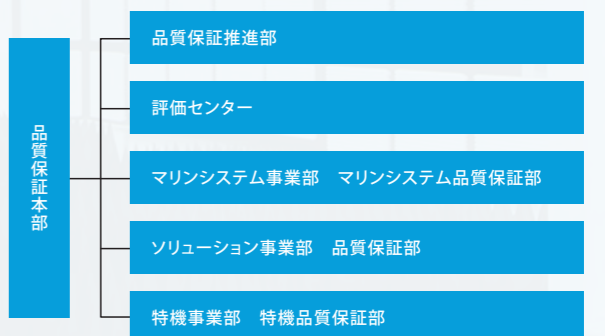 品質保証本部
品質保証推進部
評価センター
マリンシステム事業部　マリンシステム品質保証部
ソリューション事業部　品質保証部
特機事業部　特機品質保証部